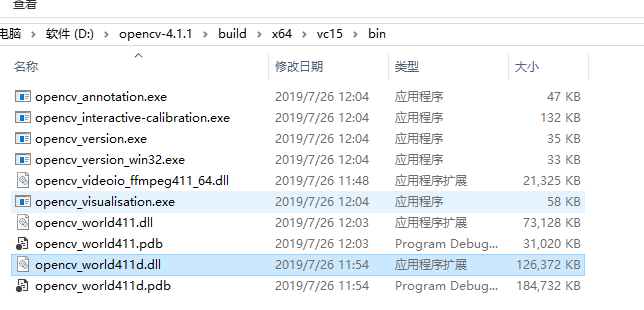 查看
电脑 › 软件 (D:) › opencv-4.1.1 › build › x64 › vc15 › bin
名称 修改日期 类型 大小
opencv_annotation.exe 2019/7/26 12:04 应用程序 47 KB
opencv_interactive-calibration.exe 2019/7/26 12:04 应用程序 132 KB
opencv_version.exe 2019/7/26 12:04 应用程序 35 KB
opencv_version_win32.exe 2019/7/26 12:04 应用程序 33 KB
opencv_videoio_ffmpeg411_64.dll 2019/7/26 11:48 应用程序扩展 21,325 KB
opencv_visualisation.exe 2019/7/26 12:04 应用程序 58 KB
opencv_world411.dll 2019/7/26 12:03 应用程序扩展 73,128 KB
opencv_world411.pdb 2019/7/26 12:03 Program Debug... 31,020 KB
opencv_world411d.dll 2019/7/26 11:54 应用程序扩展 126,372 KB
opencv_world411d.pdb 2019/7/26 11:54 Program Debug... 184,732 KB